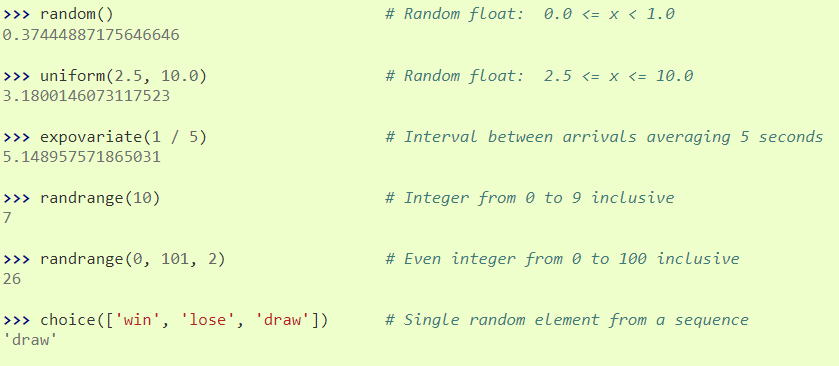 >>> random()                             # Random float:  0.0 <= x < 1.0
0.37444887175646646
>>> uniform(2.5, 10.0)                   # Random float:  2.5 <= x <= 10.0
3.1800146073117523
>>> expovariate(1 / 5)                   # Interval between arrivals averaging 5 seconds
5.148957571865031
>>> randrange(10)                        # Integer from 0 to 9 inclusive
7
>>> randrange(0, 101, 2)                 # Even integer from 0 to 100 inclusive
26
>>> choice(['win', 'lose', 'draw'])      # Single random element from a sequence
'draw'